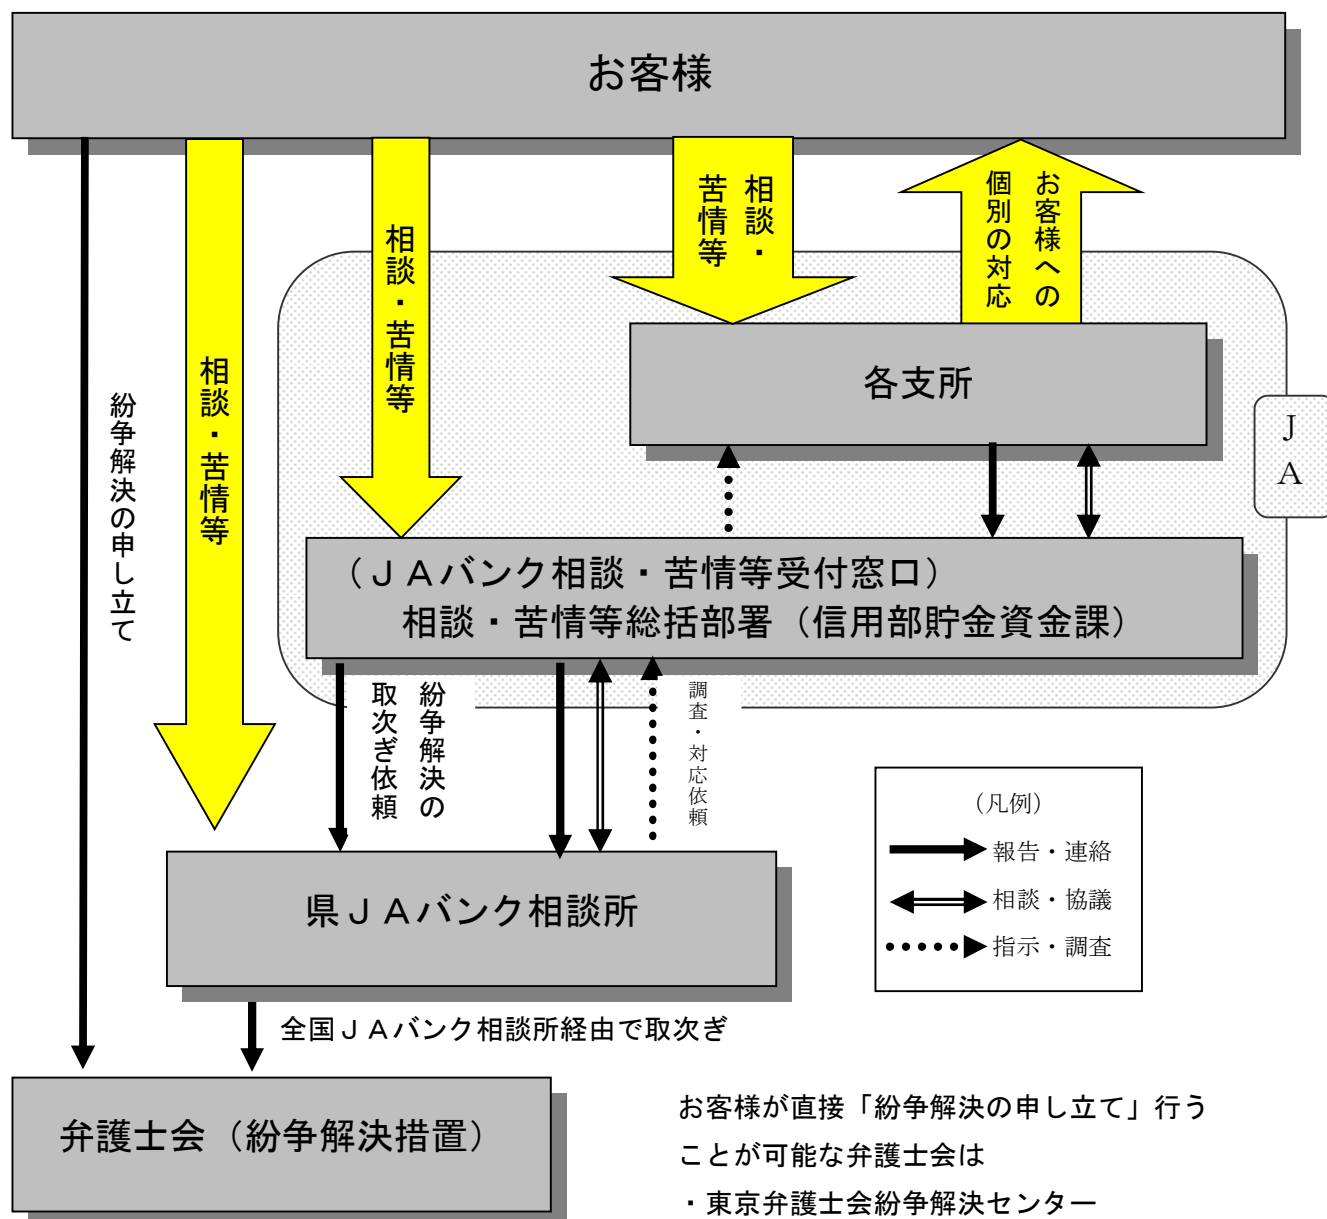 お客様
相談・
苦情等
お客様への
個別の対応
相談・苦情等
相談・苦情等
紛争解決の申し立て
各支所
ＪＡ
（ＪＡバンク相談・苦情等受付窓口）
相談・苦情等総括部署（信用部貯金資金課）
紛争解決の
取次ぎ依頼
調査・対応依頼
（凡例）
報告・連絡
相談・協議
指示・調査
県ＪＡバンク相談所
全国ＪＡバンク相談所経由で取次ぎ
弁護士会（紛争解決措置）
お客様が直接「紛争解決の申し立て」行う
ことが可能な弁護士会は
・東京弁護士会紛争解決センター